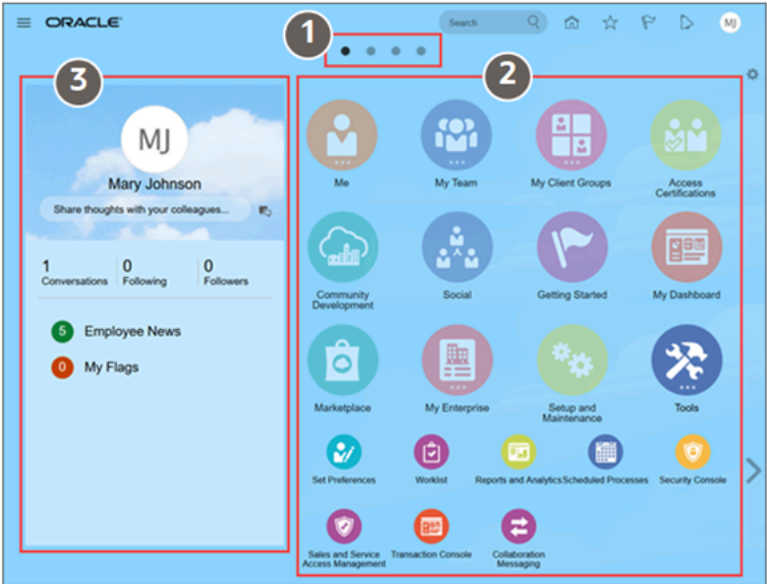 ORACLE
Search
MJ
1
2
3
MJ
Mary Johnson
Share thoughts with your colleagues...
1 0 0
Conversations Following Followers
5 Employee News
0 My Flags
Me My Team My Client Groups Access
Certifications
Community
Development Social Getting Started My Dashboard
Marketplace My Enterprise Setup and
Maintenance Tools
Set Preferences Worklist Reports and Analytics Scheduled Processes Security Console
Sales and Service
Access Management Transaction Console Collaboration
Messaging